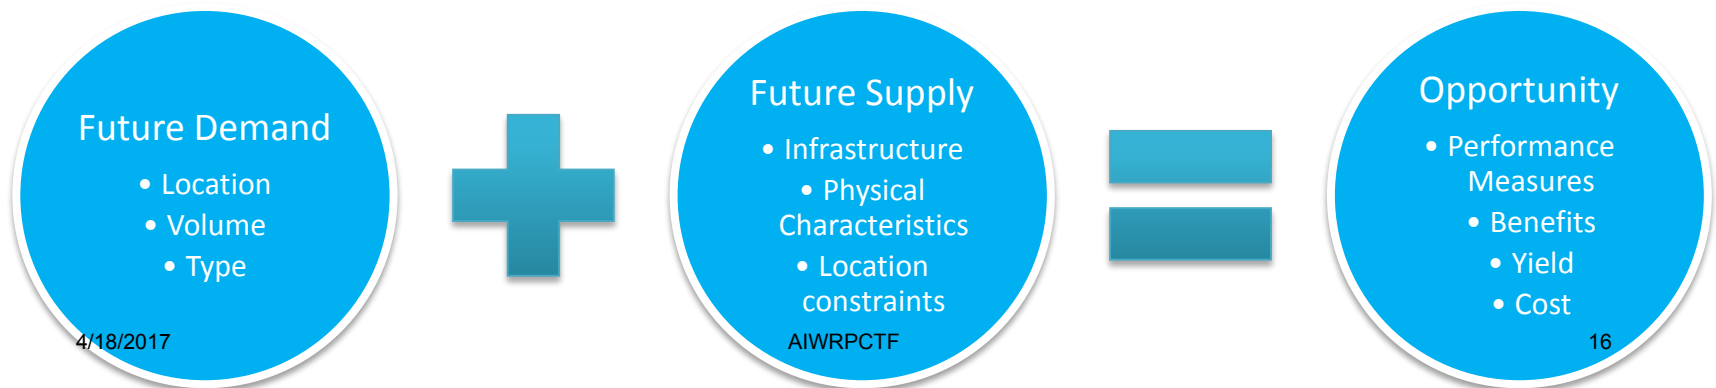 Future Demand
• Location
• Volume
• Type
Future Supply
• Infrastructure
• Physical
Characteristics
• Location
constraints
Opportunity
• Performance
Measures
• Benefits
• Yield
• Cost
4/18/2017
AIWRPCTF
16